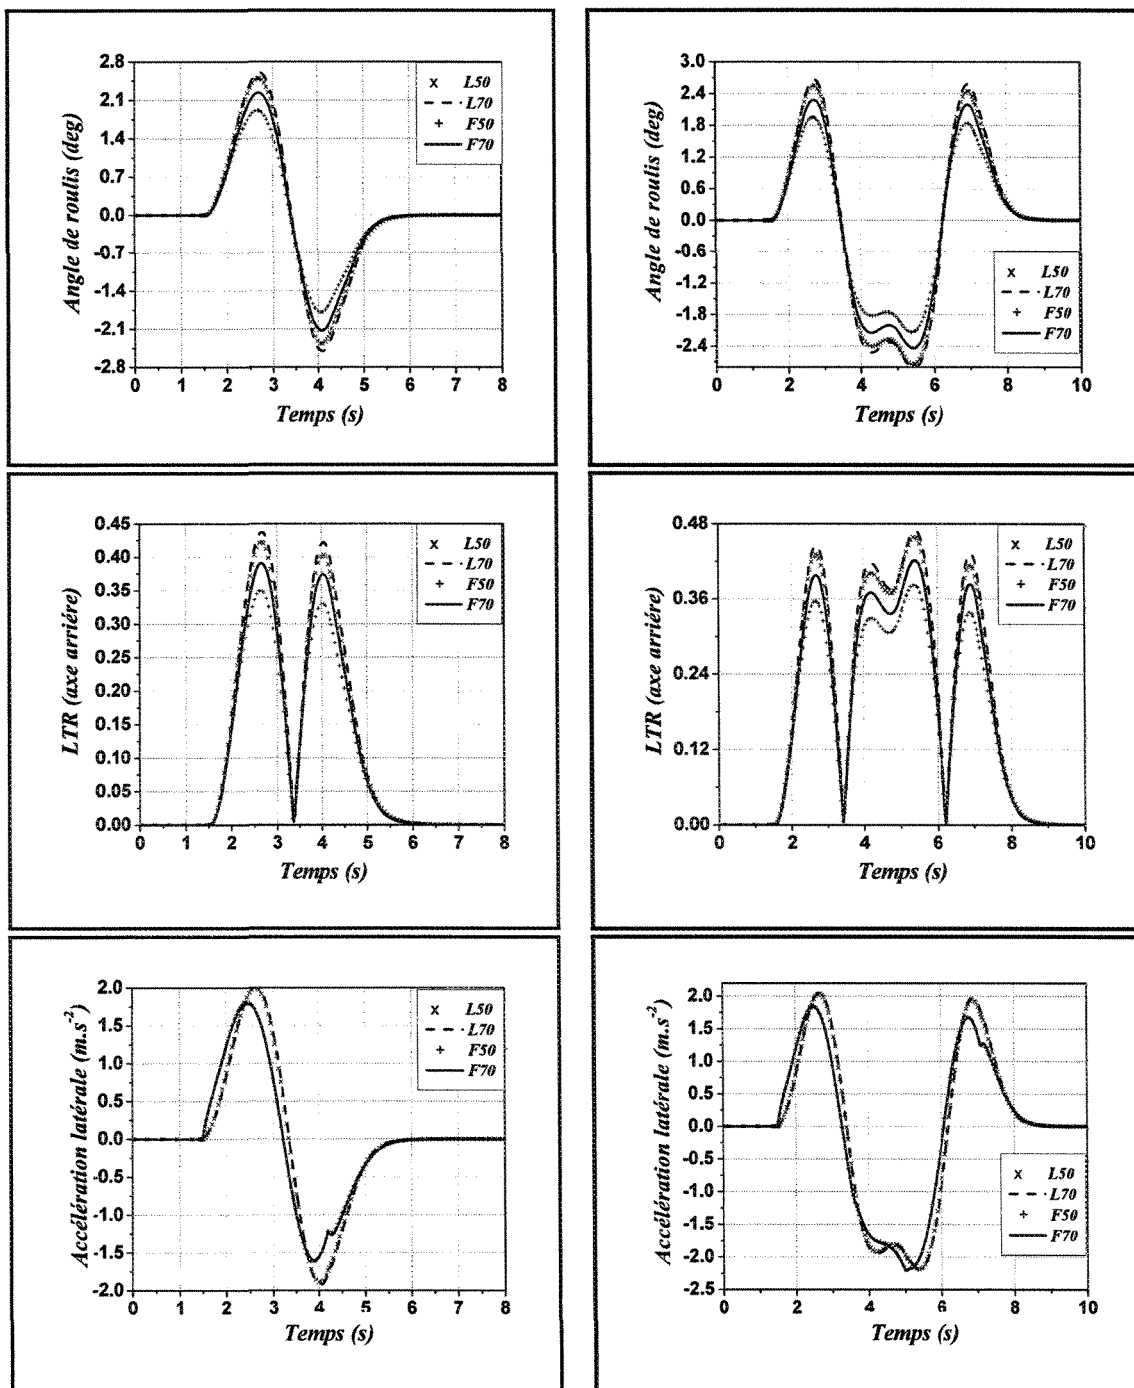 Angle de roulis (deg)
2.8
2.1
1.4
0.7
0.0
-0.7
-1.4
-2.1
-2.8
0 1 2 3 4 5 6 7 8
Temps (s)
× L50
L70
+ F50
F70
Angle de roulis (deg)
3.0
2.4
1.8
1.2
0.6
0.0
-0.6
-1.2
-1.8
-2.4
0 2 4 6 8 10
Temps (s)
× L50
L70
+ F50
F70
LTR (axe arriére)
0.45
0.40
0.35
0.30
0.25
0.20
0.15
0.10
0.05
0.00
0 1 2 3 4 5 6 7 8
Temps (s)
× L50
L70
+ F50
F70
LTR (axe arriére)
0.48
0.36
0.24
0.12
0.00
0 2 4 6 8 10
Temps (s)
× L50
L70
+ F50
F70
Accélération latérale (m.s⁻²)
2.0
1.5
1.0
0.5
0.0
-0.5
-1.0
-1.5
-2.0
0 1 2 3 4 5 6 7 8
Temps (s)
× L50
L70
+ F50
F70
Accélération latérale (m.s⁻²)
2.0
1.5
1.0
0.5
0.0
-0.5
-1.0
-1.5
-2.0
-2.5
0 2 4 6 8 10
Temps (s)
× L50
L70
+ F50
F70